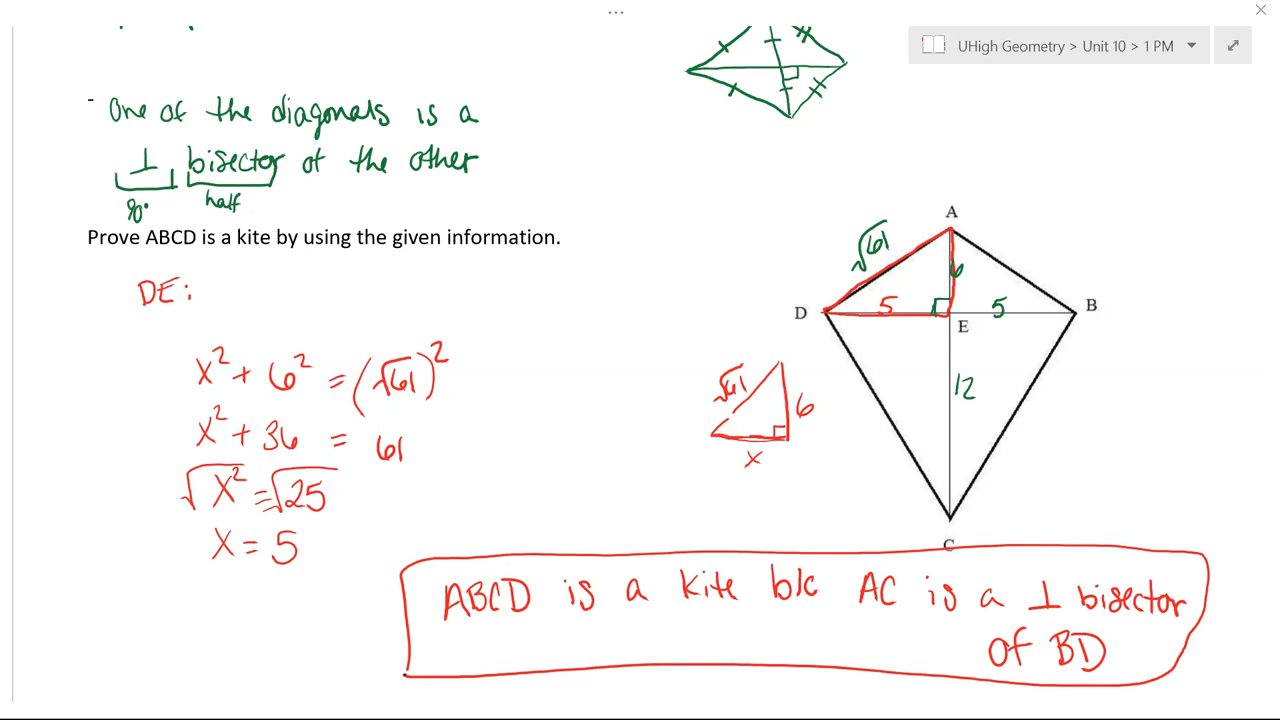 ...
UHigh Geometry > Unit 10 > 1 PM
- One of the diagonals is a
⊥ bisector of the other
90° half
Prove ABCD is a kite by using the given information.
DE:
x² + 6² = (√61)²
x² + 36 = 61
√x² = √25
x = 5
A
√61
6
D
5
5
B
E
12
C
√61
6
x
ABCD is a kite b/c AC is a ⊥ bisector
of BD